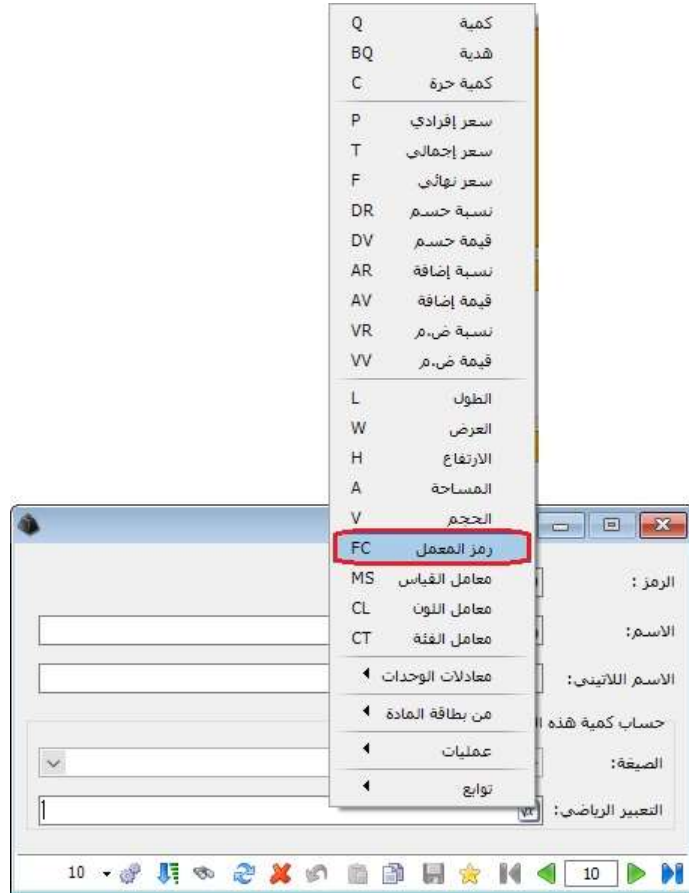 كمية Q
هدية BQ
كمية حرة C
سعر إفرادي P
سعر إجمالي T
سعر نهائي F
نسبة حسم DR
قيمة حسم DV
نسبة إضافة AR
قيمة إضافة AV
نسبة ض.م VR
قيمة ض.م VV
الطول L
العرض W
الارتفاع H
المساحة A
الحجم V
رمز المعمل FC
معامل القياس MS
معامل اللون CL
معامل الفئة CT
معادلات الوحدات
من بطاقة المادة
عمليات
توابع
الرمز :
الاسم:
الاسم اللاتيني:
حساب كمية هذه
الصيغة:
التعبير الرياضي: 1
10 10